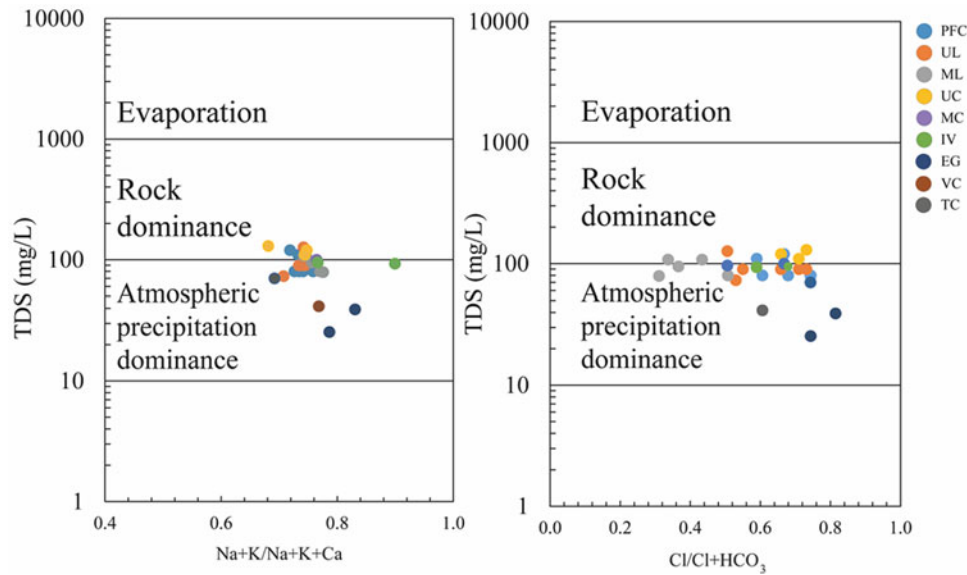 10000
1000
100
10
1
TDS (mg/L)
Evaporation
Rock
dominance
Atmospheric
precipitation
dominance
0.4
0.6
0.8
1.0
Na+K/Na+K+Ca
10000
1000
100
10
1
TDS (mg/L)
Evaporation
Rock
dominance
Atmospheric
precipitation
dominance
0.0
0.2
0.4
0.6
0.8
1.0
Cl/Cl+HCO₃
PFC
UL
ML
UC
MC
IV
EG
VC
TC